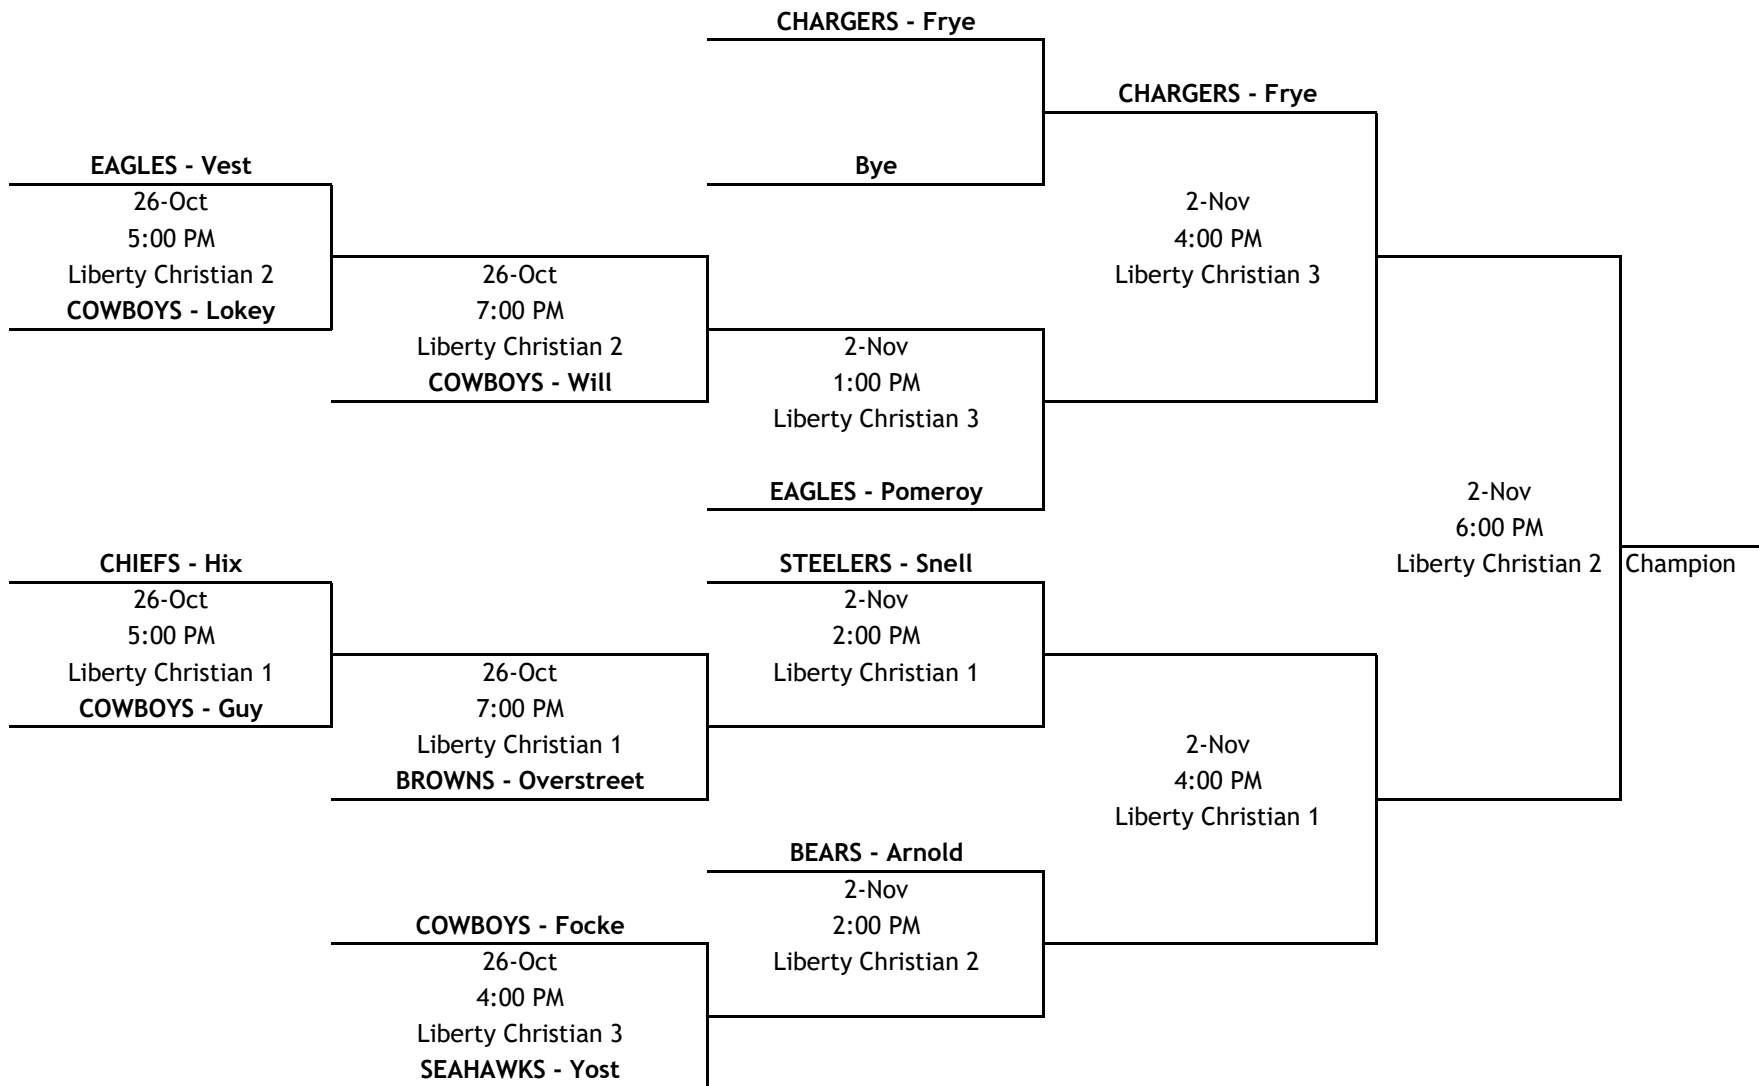 CHARGERS - Frye
CHARGERS - Frye
EAGLES - Vest
Bye
26-Oct
5:00 PM
Liberty Christian 2
COWBOYS - Lokey
26-Oct
7:00 PM
Liberty Christian 2
COWBOYS - Will
2-Nov
1:00 PM
Liberty Christian 3
EAGLES - Pomeroy
2-Nov
4:00 PM
Liberty Christian 3
2-Nov
6:00 PM
Liberty Christian 2
Champion
CHIEFS - Hix
26-Oct
5:00 PM
Liberty Christian 1
COWBOYS - Guy
26-Oct
7:00 PM
Liberty Christian 1
BROWNS - Overstreet
STEELERS - Snell
2-Nov
2:00 PM
Liberty Christian 1
2-Nov
4:00 PM
Liberty Christian 1
BEARS - Arnold
2-Nov
2:00 PM
Liberty Christian 2
COWBOYS - Focke
26-Oct
4:00 PM
Liberty Christian 3
SEAHAWKS - Yost